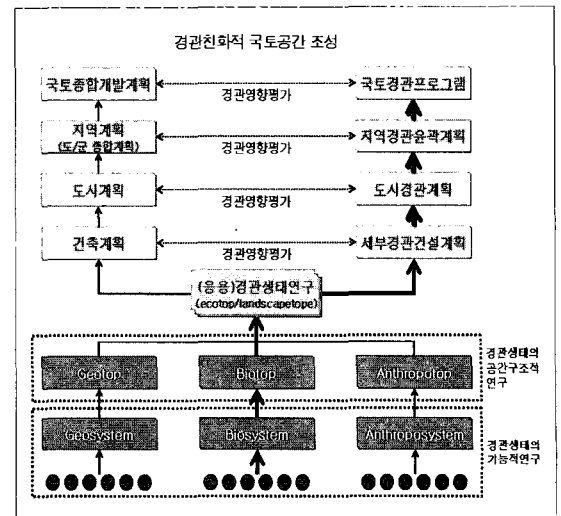 경관친화적 국토공간 조성
국토종합개발계획
경관영향평가
국토경관프로그램
지역계획
(도/군 종합계획)
경관영향평가
지역경관윤곽계획
도시계획
경관영향평가
도시경관계획
건축계획
경관영향평가
세부경관건설계획
(응용)경관생태연구
(ecotop/landscapetope)
Geotop
Biotop
Anthropotop
경관생태의
공간구조적
연구
Geosystem
Biosystem
Anthroposystem
경관생태의
기능적연구